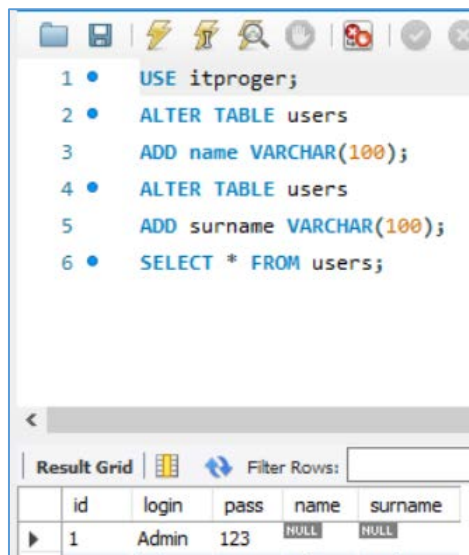 1 USE itproger;
2 ALTER TABLE users
3 ADD name VARCHAR(100);
4 ALTER TABLE users
5 ADD surname VARCHAR(100);
6 SELECT * FROM users;
Result Grid Filter Rows:
id login pass name surname
1 Admin 123 NULL NULL